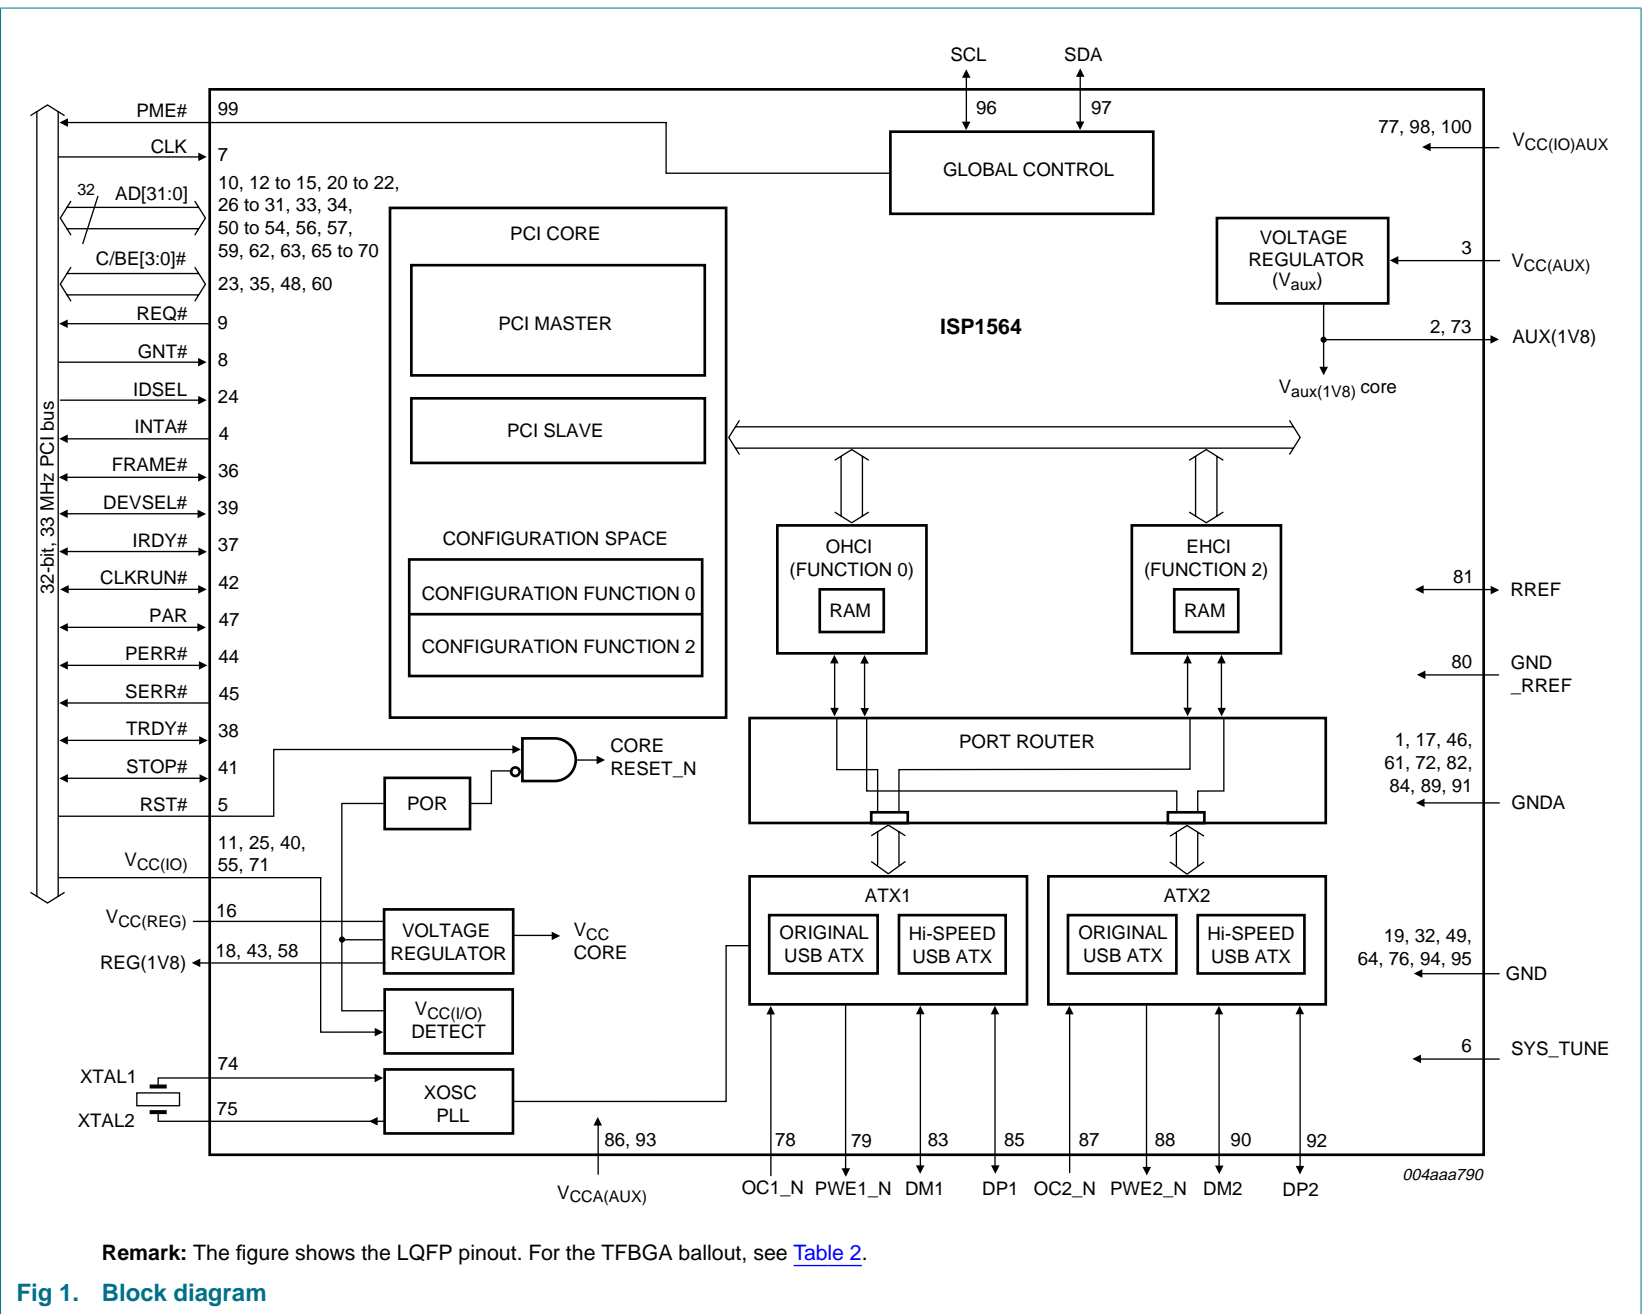 SCL
SDA
96
97
GLOBAL CONTROL
PME#
99
CLK
7
32
AD[31:0]
10, 12 to 15, 20 to 22,
26 to 31, 33, 34,
50 to 54, 56, 57,
59, 62, 63, 65 to 70
C/BE[3:0]#
23, 35, 48, 60
REQ#
9
GNT#
8
IDSEL
24
INTA#
4
FRAME#
36
DEVSEL#
39
IRDY#
37
CLKRUN#
42
PAR
47
PERR#
44
SERR#
45
TRDY#
38
STOP#
41
RST#
5
VCC(IO)
11, 25, 40,
55, 71
32-bit, 33 MHz PCI bus
VCC(REG)
16
REG(1V8)
18, 43, 58
XTAL1
74
XTAL2
75
PCI CORE
PCI MASTER
PCI SLAVE
CONFIGURATION SPACE
CONFIGURATION FUNCTION 0
CONFIGURATION FUNCTION 2
CORE
RESET_N
POR
VOLTAGE
REGULATOR
VCC
CORE
VCC(I/O)
DETECT
XOSC
PLL
ISP1564
77, 98, 100
VCC(IO)AUX
VOLTAGE
REGULATOR
(Vaux)
3
VCC(AUX)
2, 73
AUX(1V8)
Vaux(1V8) core
OHCI
(FUNCTION 0)
RAM
EHCI
(FUNCTION 2)
RAM
PORT ROUTER
81
RREF
80
GND
_RREF
1, 17, 46,
61, 72, 82,
84, 89, 91
GNDA
ATX1
ORIGINAL
USB ATX
Hi-SPEED
USB ATX
ATX2
ORIGINAL
USB ATX
Hi-SPEED
USB ATX
19, 32, 49,
64, 76, 94, 95
GND
6
SYS_TUNE
86, 93
VCCA(AUX)
78
79
83
85
87
88
90
92
OC1_N
PWE1_N
DM1
DP1
OC2_N
PWE2_N
DM2
DP2
004aaa790
Remark: The figure shows the LQFP pinout. For the TFBGA ballout, see Table 2.
Fig 1. Block diagram